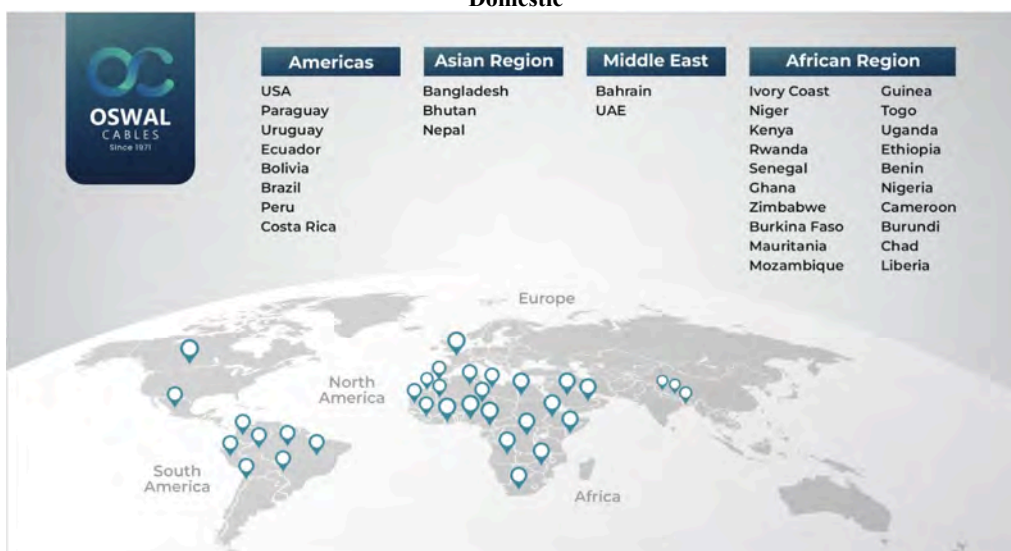 Domestic
OSWAL
CABLES
Since 1971
Americas
USA
Paraguay
Uruguay
Ecuador
Bolivia
Brazil
Peru
Costa Rica
Asian Region
Bangladesh
Bhutan
Nepal
Middle East
Bahrain
UAE
African Region
Ivory Coast
Niger
Kenya
Rwanda
Senegal
Ghana
Zimbabwe
Burkina Faso
Mauritania
Mozambique
Guinea
Togo
Uganda
Ethiopia
Benin
Nigeria
Cameroon
Burundi
Chad
Liberia
Europe
North
America
South
America
Africa